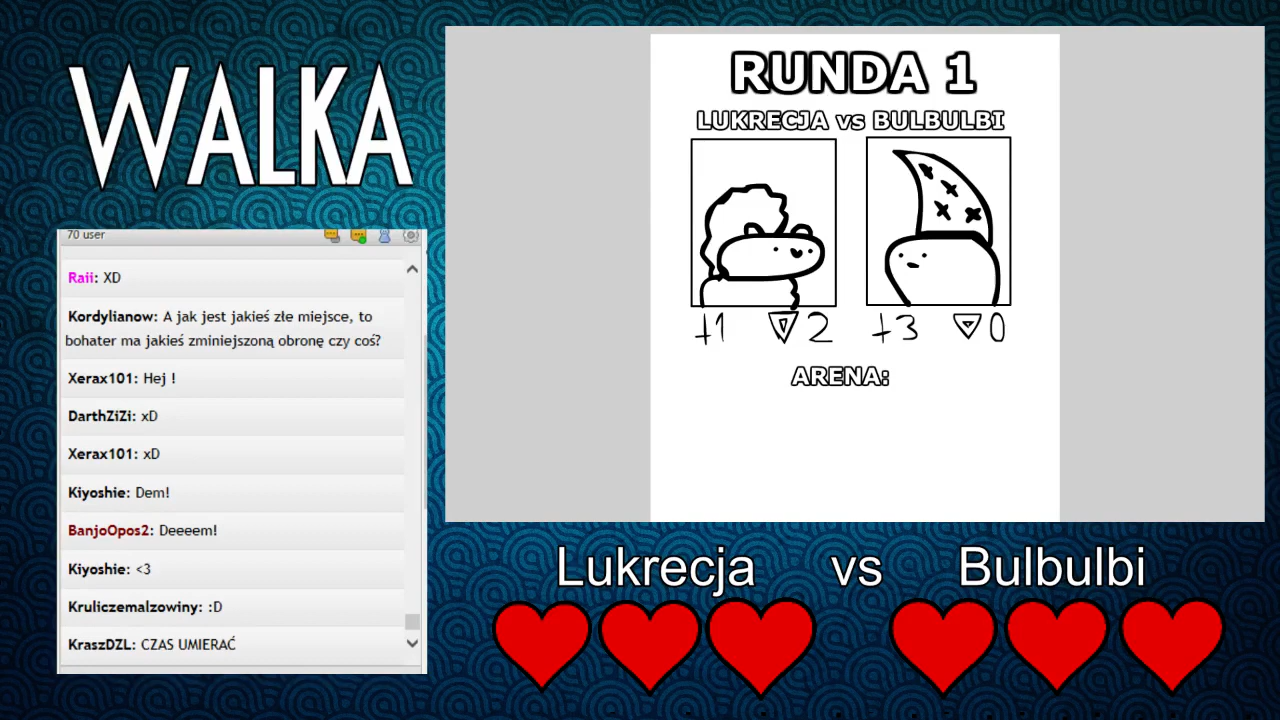 WALKA
70 user
Raii: XD
Kordylianow: A jak jest jakieś złe miejsce, to
bohater ma jakieś zminiejszoną obronę czy coś?
Xerax101: Hej !
DarthZiZi: xD
Xerax101: xD
Kiyoshie: Dem!
BanjoOpos2: Deeeem!
Kiyoshie: <3
Kruliczemalzowiny: :D
KraszDZL: CZAS UMIERAĆ
RUNDA 1
LUKRECJA vs BULBULBI
+1 2 +3 0
ARENA:
Lukrecja vs Bulbulbi